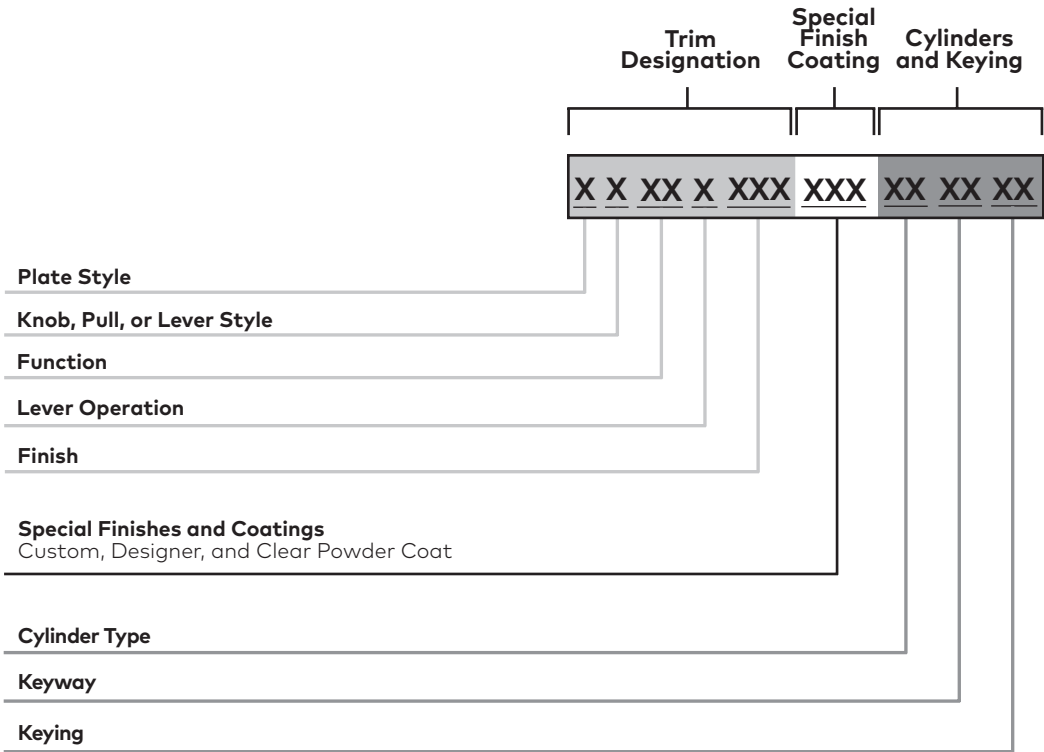 Trim
Designation
Special
Finish
Coating
Cylinders
and Keying
X X XX X XXX XXX XX XX XX
Plate Style
Knob, Pull, or Lever Style
Function
Lever Operation
Finish
Special Finishes and Coatings
Custom, Designer, and Clear Powder Coat
Cylinder Type
Keyway
Keying